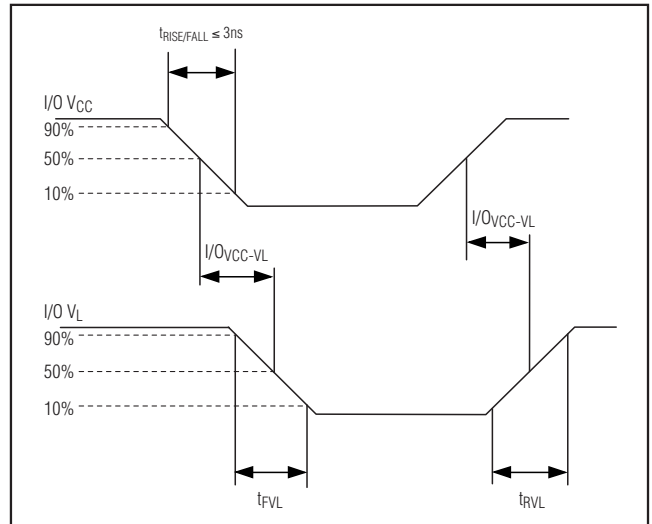 tRISE/FALL ≤ 3ns
I/O VCC
90%
50%
10%
I/OVCC-VL
I/OVCC-VL
I/O VL
90%
50%
10%
tFVL
tRVL